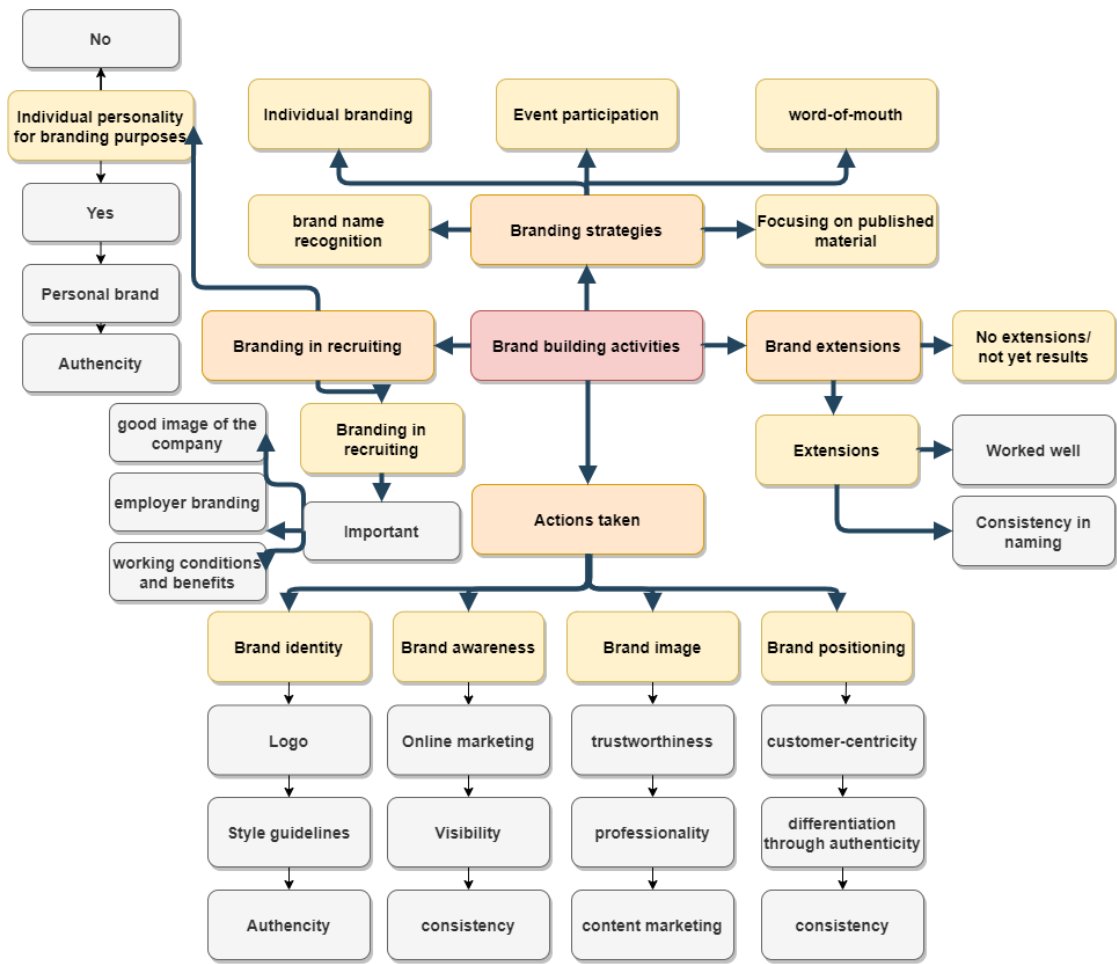 No
Individual personality
for branding purposes
Yes
Personal brand
Authencity
Individual branding
Event participation
word-of-mouth
brand name
recognition
Branding strategies
Focusing on published
material
Branding in recruiting
Brand building activities
Brand extensions
No extensions/
not yet results
good image of the
company
employer branding
working conditions
and benefits
Branding in
recruiting
Important
Extensions
Worked well
Consistency in
naming
Actions taken
Brand identity
Brand awareness
Brand image
Brand positioning
Logo
Online marketing
trustworthiness
customer-centricity
Style guidelines
Visibility
professionality
differentiation
through authenticity
Authencity
consistency
content marketing
consistency